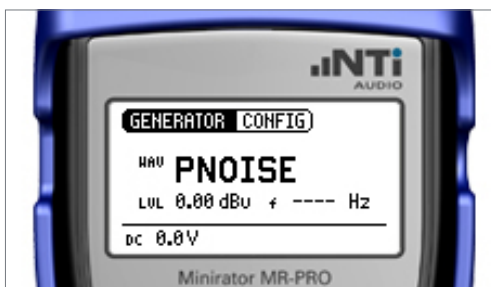 NTi
AUDIO
GENERATOR CONFIG
WAV PNOISE
LVL 0.00 dBu f ---- Hz
DC 0.0V
Minirator MR-PRO